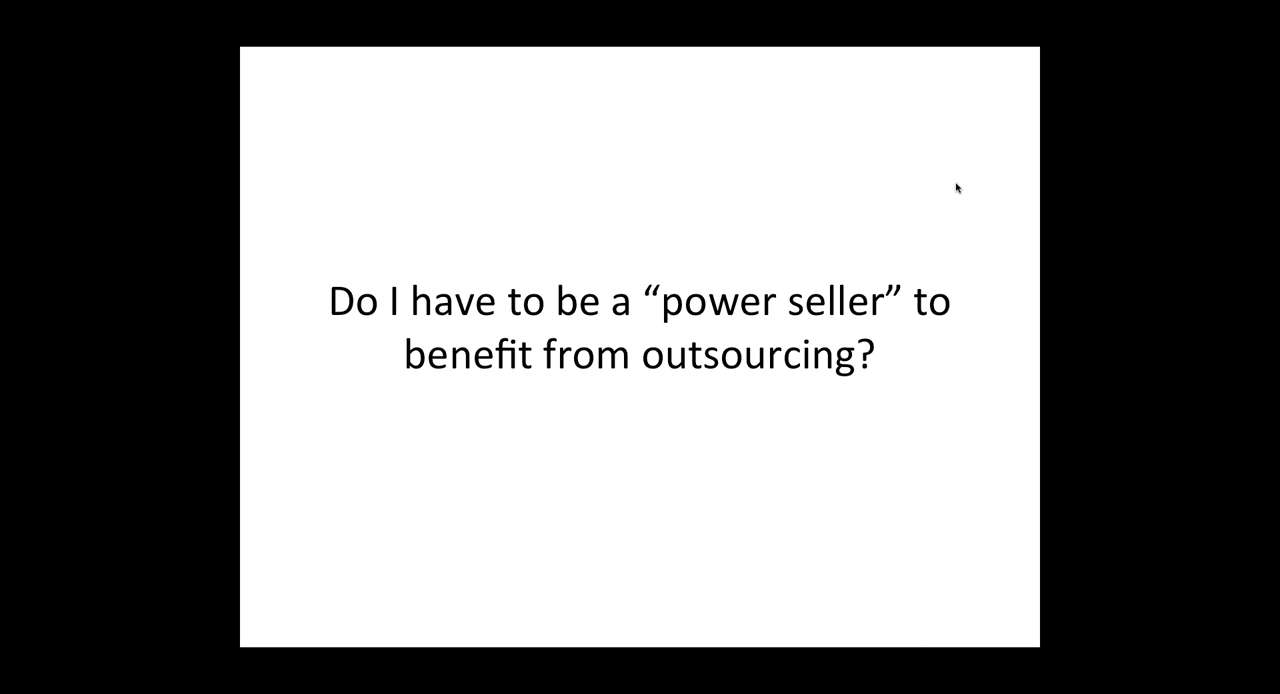 Do I have to be a “power seller” to
benefit from outsourcing?